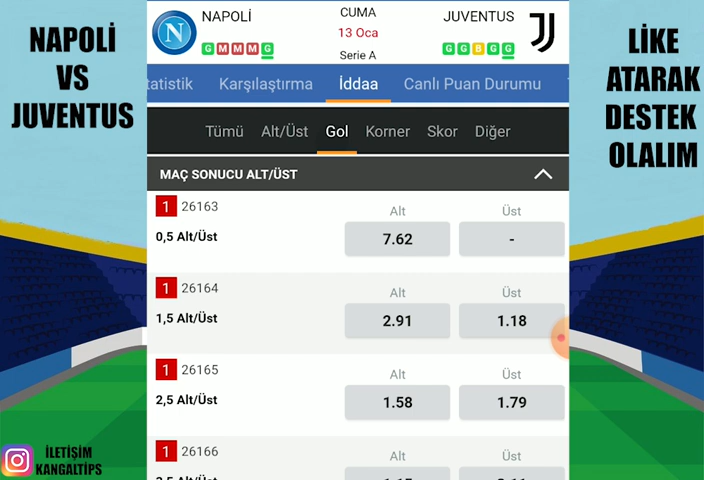 NAPOLİ
VS
JUVENTUS
NAPOLİ
G M M M G
CUMA
13 Oca
Serie A
JUVENTUS
G G B G G
LİKE
ATARAK
DESTEK
OLALIM
tatistik Karşılaştırma İddaa Canlı Puan Durumu
Tümü Alt/Üst Gol Korner Skor Diğer
MAÇ SONUCU ALT/ÜST
1 26163 Alt Üst
0,5 Alt/Üst 7.62 -
1 26164 Alt Üst
1,5 Alt/Üst 2.91 1.18
1 26165 Alt Üst
2,5 Alt/Üst 1.58 1.79
1 26166 Alt Üst
İLETİŞİM
KANGALTİPS